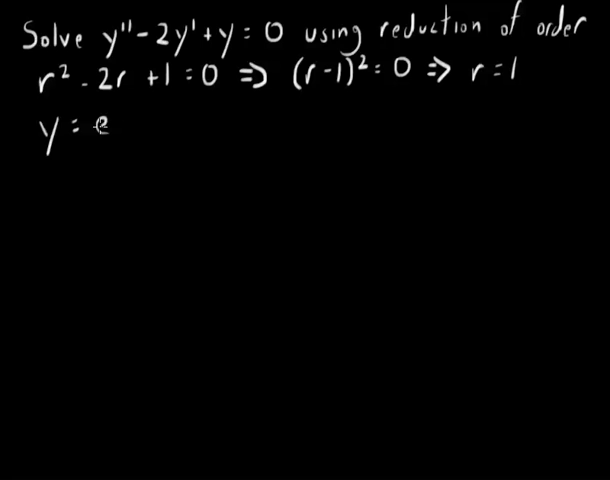 Solve y'' - 2y' + y = 0 using reduction of order
r² - 2r + 1 = 0 ⇒ (r - 1)² = 0 ⇒ r = 1
y = e